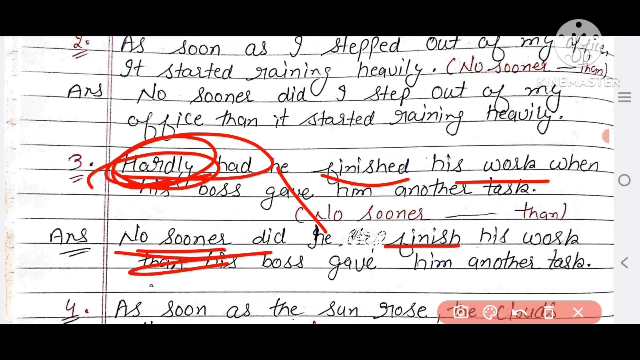 2. As soon as I stepped out of my office,
It started raining heavily. (No sooner — than)
Ans No sooner did I step out of my
office than it started raining heavily.
3. Hardly had he finished his work when
his boss gave him another task.
(No sooner — than)
Ans No sooner did he finish his work
than his boss gave him another task.
4. As soon as the sun rose, the clouds
KINEMASTER